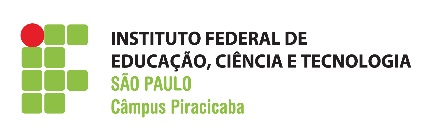 INSTITUTO FEDERAL DE
EDUCAÇÃO, CIÊNCIA E TECNOLOGIA
SÃO PAULO
Câmpus Piracicaba